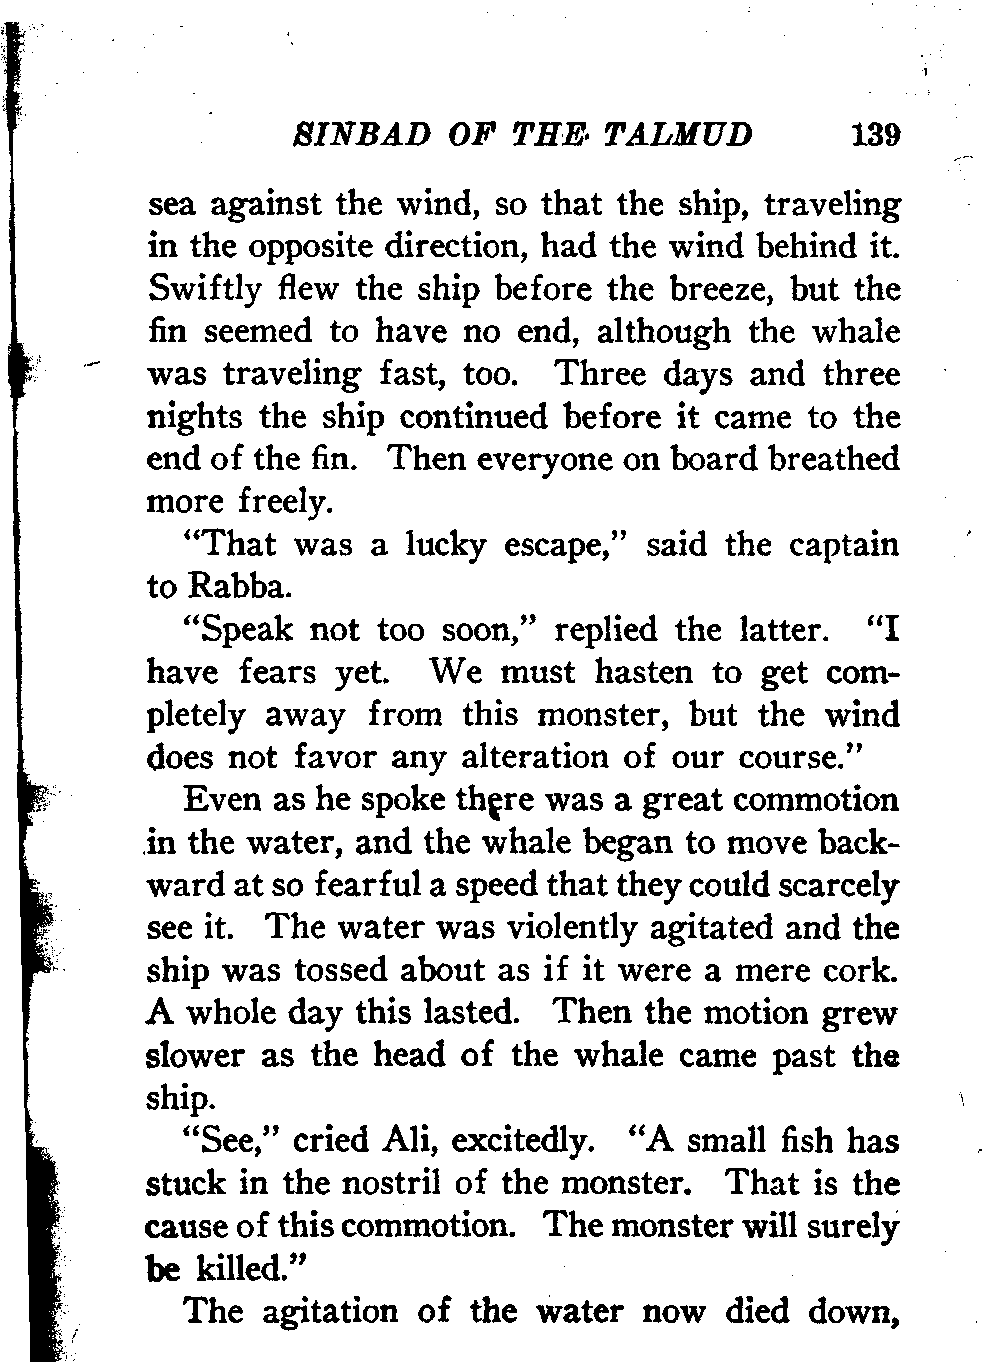 SINBAD OF THE TALMUD 139
sea against the wind, so that the ship, traveling
in the opposite direction, had the wind behind it.
Swiftly flew the ship before the breeze, but the
fin seemed to have no end, although the whale
was traveling fast, too. Three days and three
nights the ship continued before it came to the
end of the fin. Then everyone on board breathed
more freely.
"That was a lucky escape," said the captain
to Rabba.
"Speak not too soon," replied the latter. "I
have fears yet. We must hasten to get com-
pletely away from this monster, but the wind
does not favor any alteration of our course."
Even as he spoke there was a great commotion
in the water, and the whale began to move back-
ward at so fearful a speed that they could scarcely
see it. The water was violently agitated and the
ship was tossed about as if it were a mere cork.
A whole day this lasted. Then the motion grew
slower as the head of the whale came past the
ship.
"See," cried Ali, excitedly. "A small fish has
stuck in the nostril of the monster. That is the
cause of this commotion. The monster will surely
be killed."
The agitation of the water now died down,